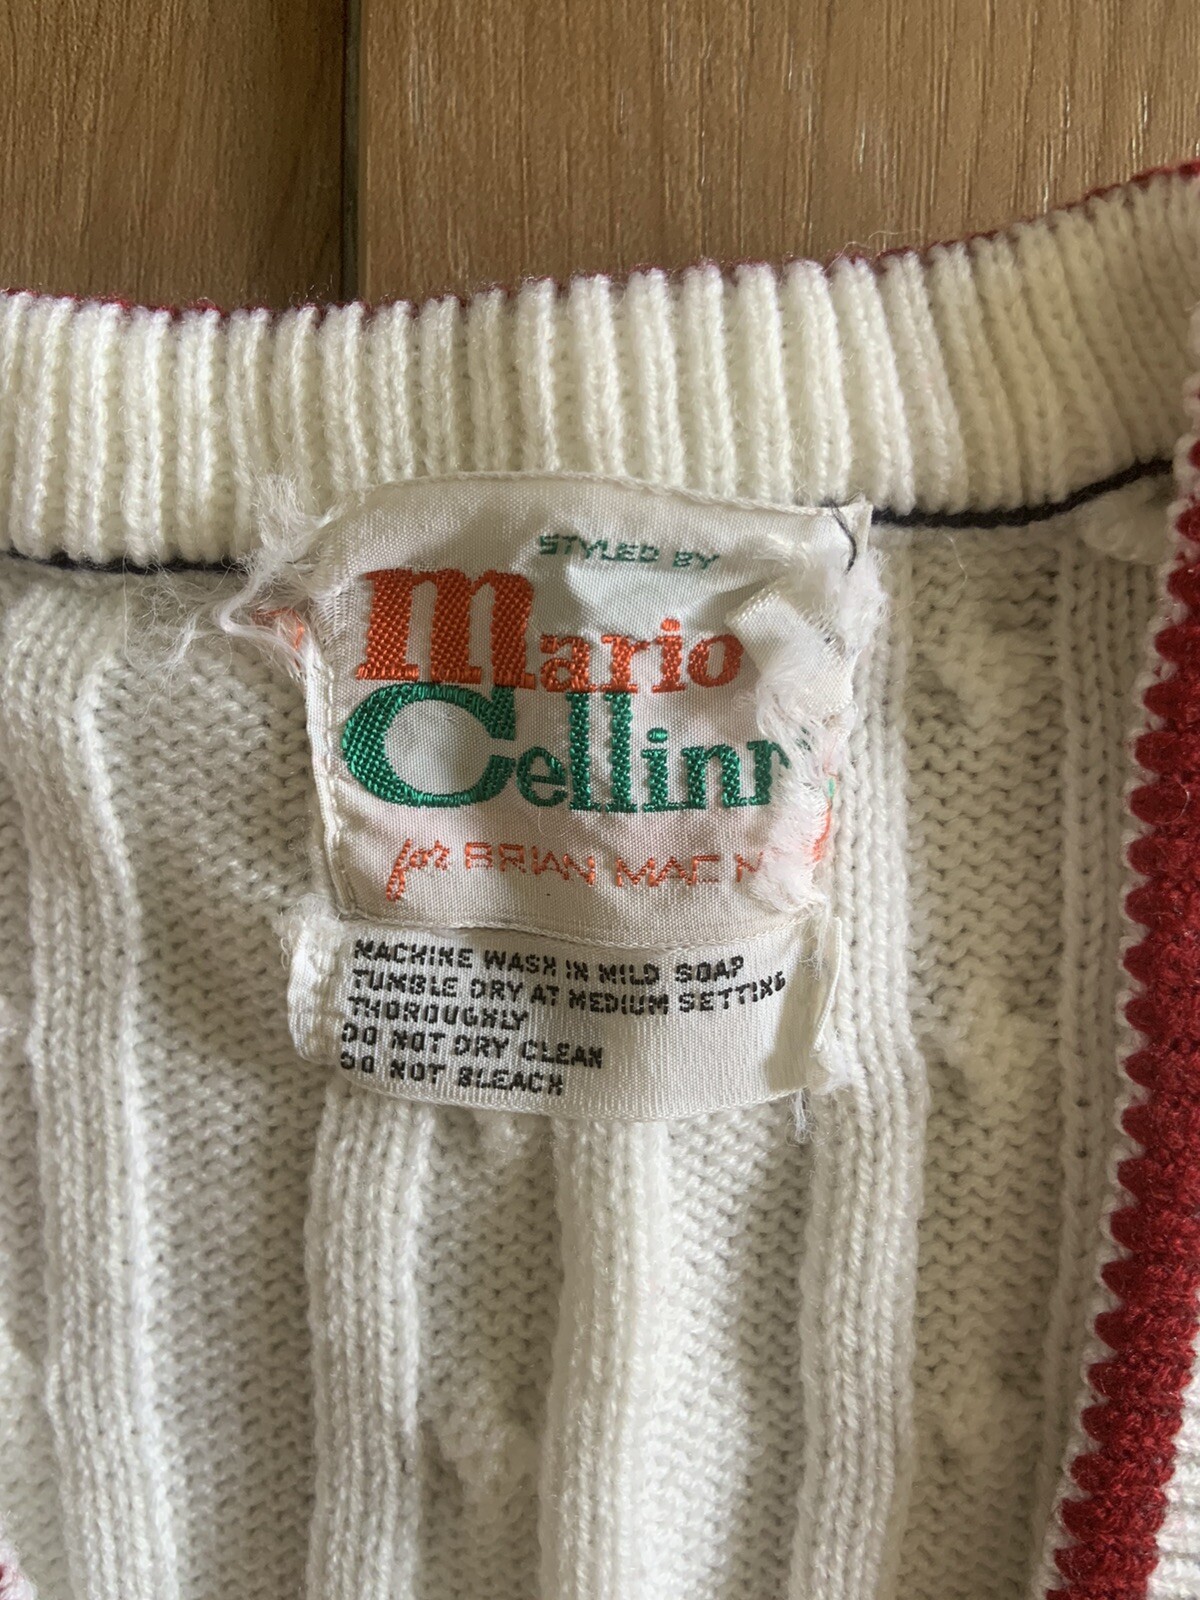 STYLED BY
Mario
Cellin
for BRIAN MAC
MACHINE WASH IN MILD SOAP
TUMBLE DRY AT MEDIUM SETTING
THOROUGHLY
DO NOT DRY CLEAN
DO NOT BLEACH